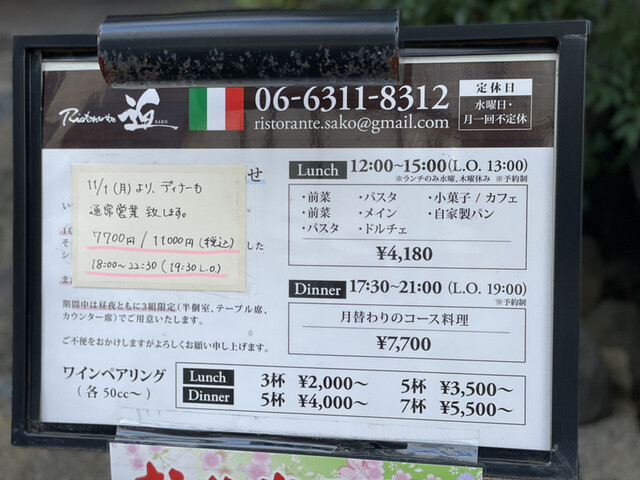 Ristorante 迫 SAKO
06-6311-8312
ristorante.sako@gmail.com
定休日
水曜日・
月一回不定休
せ
11/1(月)より、ディナーも
通常営業 致します。
7700円 / 11000円(税込)
18:00~22:30(19:30 L.O.)
した
期間中は昼夜ともに3組限定(半個室、テーブル席、
カウンター席)でご用意いたします。
ご不便をおかけしますがよろしくお願い申し上げます。
Lunch 12:00~15:00(L.O. 13:00)
※ランチのみ水曜、木曜休み ※予約制
・前菜 ・パスタ ・小菓子 / カフェ
・前菜 ・メイン ・自家製パン
・パスタ ・ドルチェ
¥4,180
Dinner 17:30~21:00 (L.O. 19:00)
※予約制
月替わりのコース料理
¥7,700
ワインペアリング
(各 50cc~)
Lunch 3杯 ¥2,000~ 5杯 ¥3,500~
Dinner 5杯 ¥4,000~ 7杯 ¥5,500~